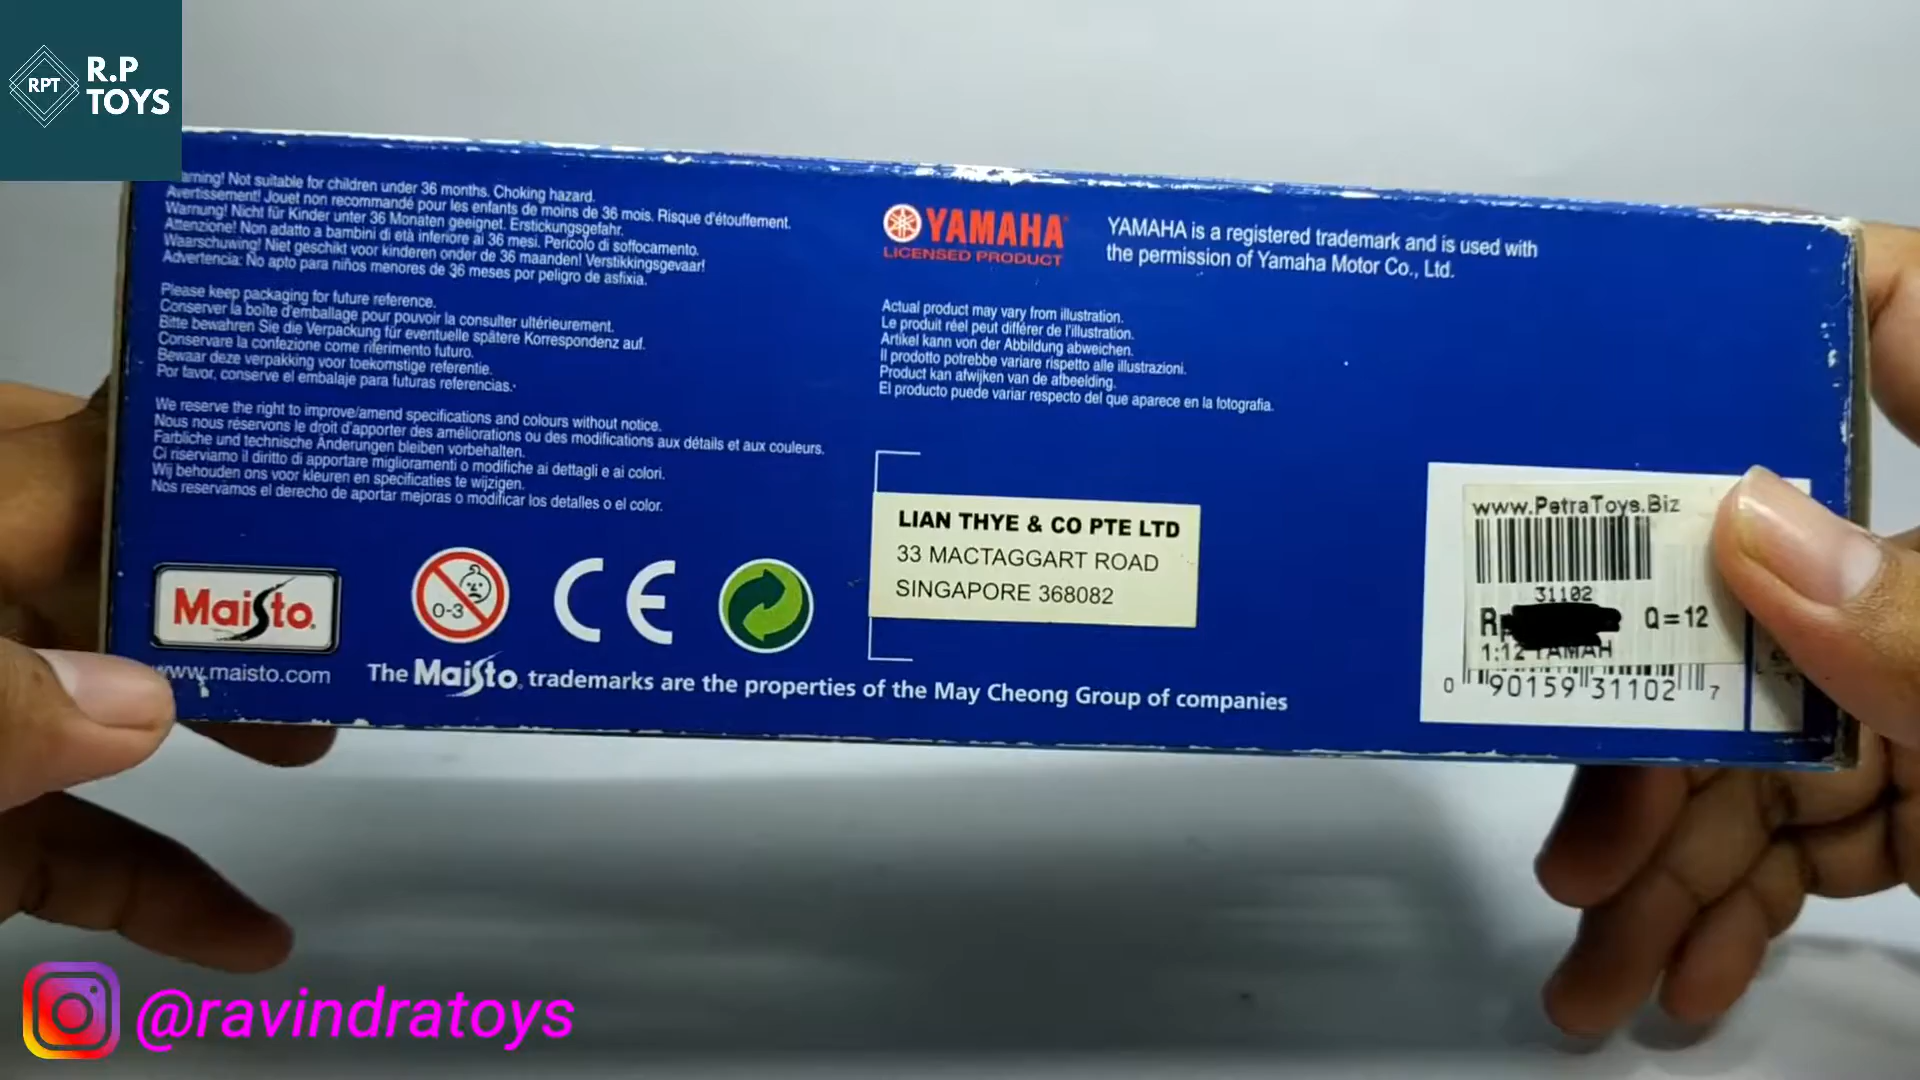 RPT
R.P
TOYS
arning! Not suitable for children under 36 months. Choking hazard.
Avertissement! Jouet non recommandé pour les enfants de moins de 36 mois. Risque d'étouffement.
Warnung! Nicht für Kinder unter 36 Monaten geeignet. Erstickungsgefahr.
Attenzione! Non adatto a bambini di età inferiore ai 36 mesi. Pericolo di soffocamento.
Waarschuwing! Niet geschikt voor kinderen onder de 36 maanden! Verstikkingsgevaar!
Advertencia: No apto para niños menores de 36 meses por peligro de asfixia.
Please keep packaging for future reference.
Conserver la boîte d'emballage pour pouvoir la consulter ultérieurement.
Bitte bewahren Sie die Verpackung für eventuelle spätere Korrespondenz auf.
Conservare la confezione come riferimento futuro.
Bewaar deze verpakking voor toekomstige referentie.
Por favor, conserve el embalaje para futuras referencias.
We reserve the right to improve/amend specifications and colours without notice.
Nous nous réservons le droit d'apporter des améliorations ou des modifications aux détails et aux couleurs.
Farbliche und technische Änderungen bleiben vorbehalten.
Ci riserviamo il diritto di apportare miglioramenti o modifiche ai dettagli e ai colori.
Wij behouden ons voor kleuren en specificaties te wijzigen.
Nos reservamos el derecho de aportar mejoras o modificar los detalles o el color.
YAMAHA
LICENSED PRODUCT
YAMAHA is a registered trademark and is used with
the permission of Yamaha Motor Co., Ltd.
Actual product may vary from illustration.
Le produit réel peut différer de l'illustration.
Artikel kann von der Abbildung abweichen.
Il prodotto potrebbe variare rispetto alle illustrazioni.
Product kan afwijken van de afbeelding.
El producto puede variar respecto del que aparece en la fotografia.
LIAN THYE & CO PTE LTD
33 MACTAGGART ROAD
SINGAPORE 368082
www.PetraToys.Biz
31102
Rp Q=12
1:12 YAMAH
0 90159 31102 7
Maisto
0-3
CE
www.maisto.com
The Maisto trademarks are the properties of the May Cheong Group of companies
@ravindratoys